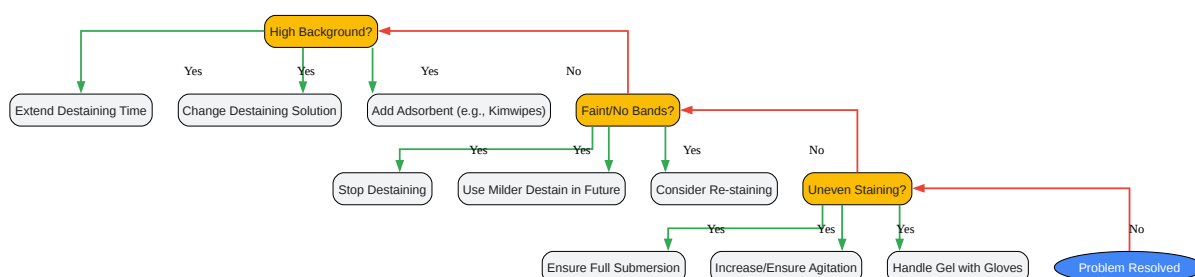 High Background?
Yes
Yes
Yes
No
Extend Destaining Time
Change Destaining Solution
Add Adsorbent (e.g., Kimwipes)
Faint/No Bands?
Yes
Yes
Yes
No
Stop Destaining
Use Milder Destain in Future
Consider Re-staining
Uneven Staining?
Yes
Yes
Yes
No
Ensure Full Submersion
Increase/Ensure Agitation
Handle Gel with Gloves
Problem Resolved